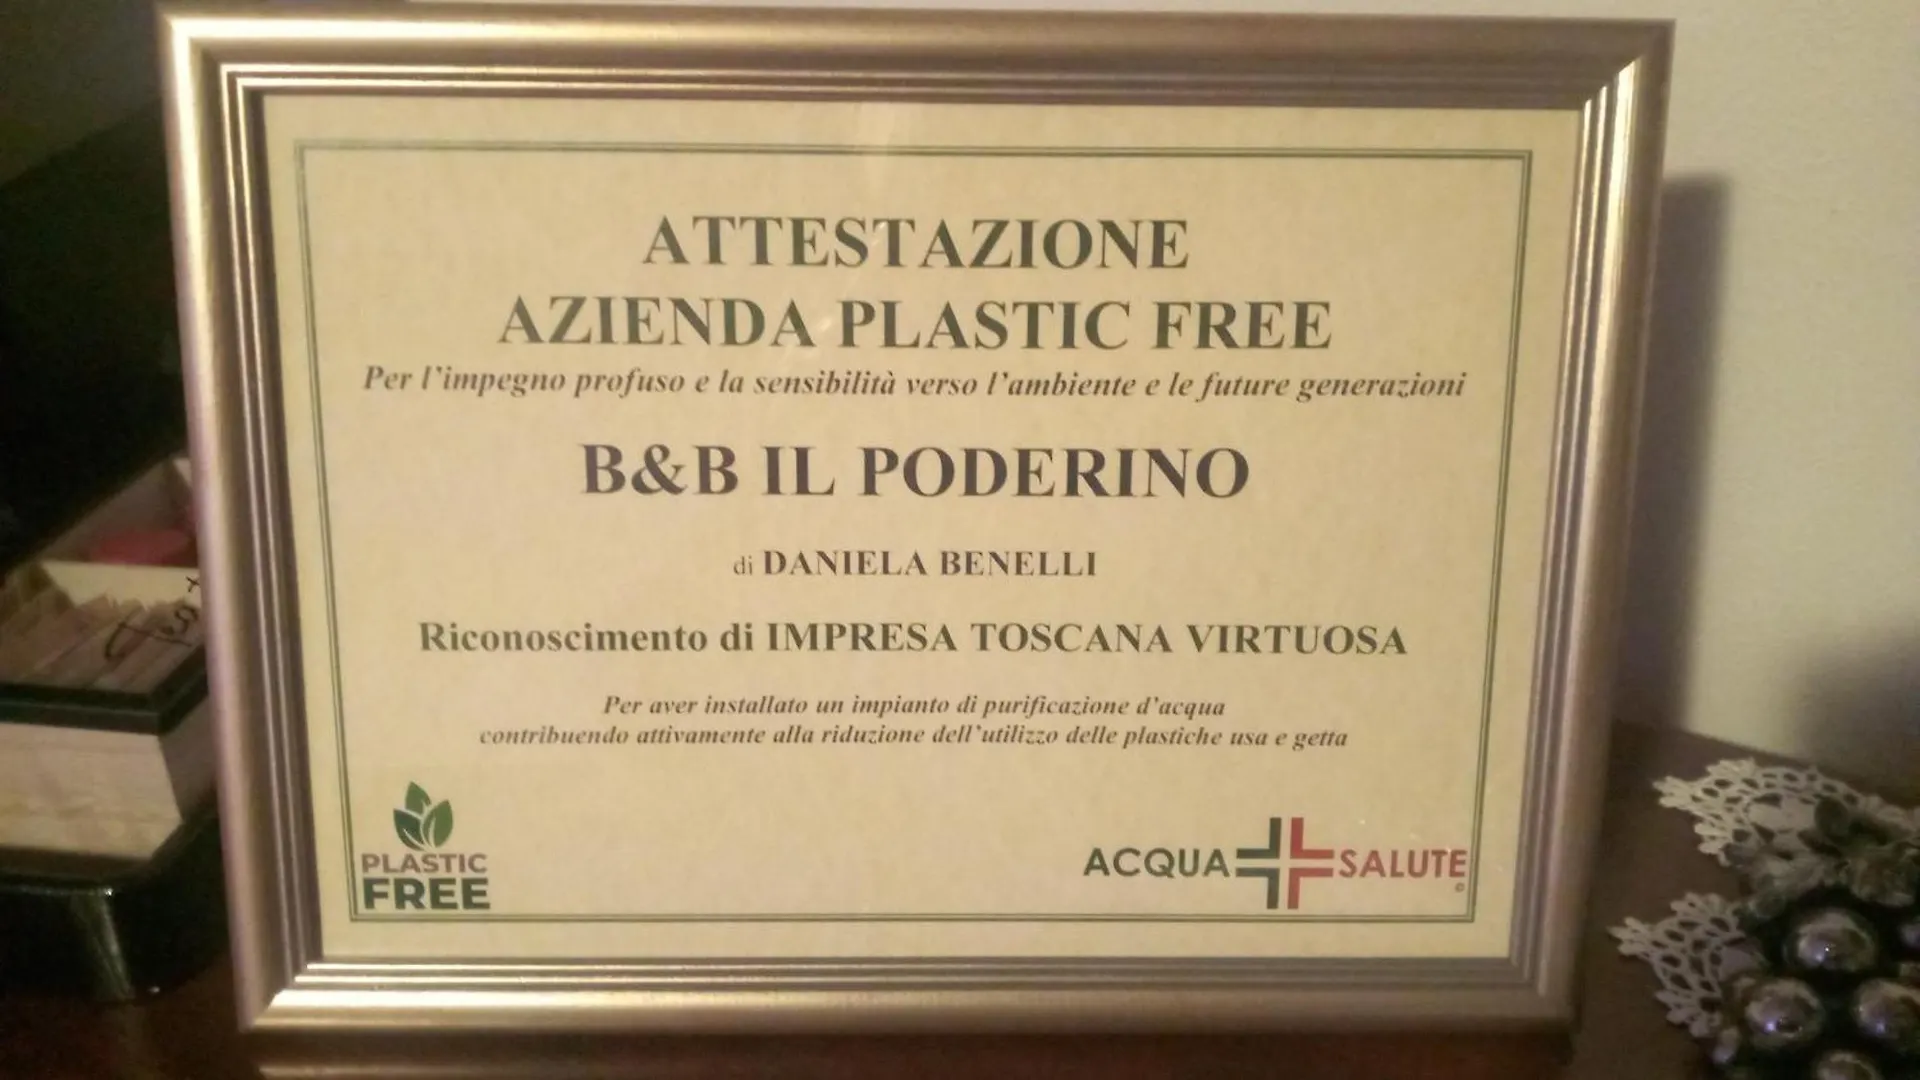 ATTESTAZIONE
AZIENDA PLASTIC FREE
Per l'impegno profuso e la sensibilità verso l'ambiente e le future generazioni
B&B IL PODERINO
di DANIELA BENELLI
Riconoscimento di IMPRESA TOSCANA VIRTUOSA
Per aver installato un impianto di purificazione d'acqua
contribuendo attivamente alla riduzione dell'utilizzo delle plastiche usa e getta
PLASTIC
FREE
ACQUA SALUTE
©